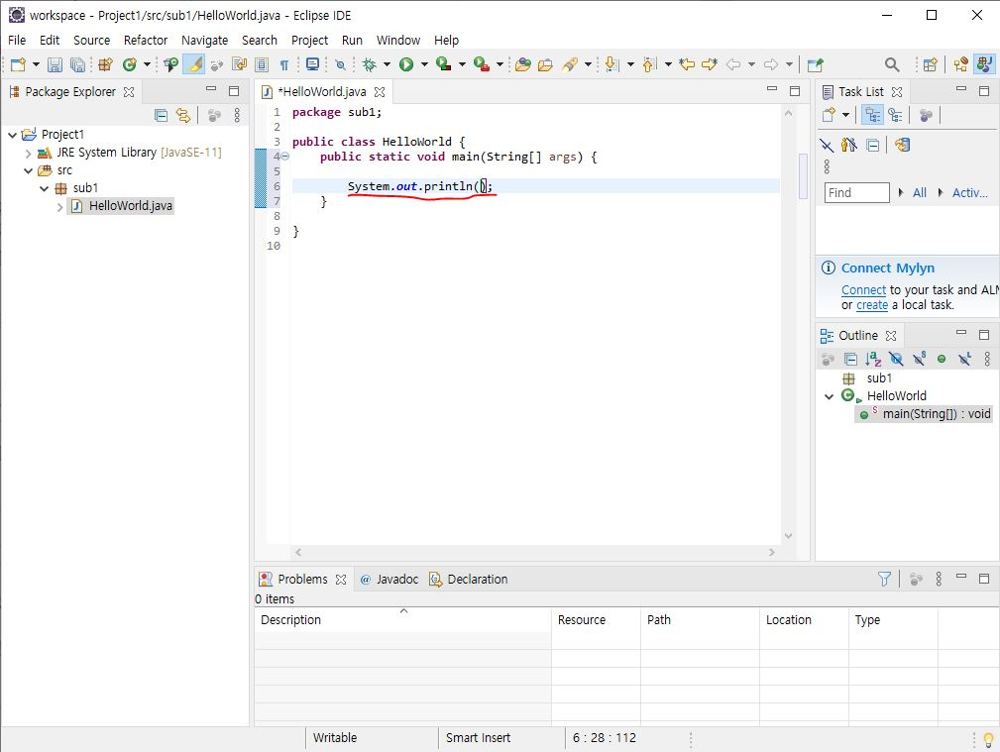 workspace - Project1/src/sub1/HelloWorld.java - Eclipse IDE
File Edit Source Refactor Navigate Search Project Run Window Help
Package Explorer
Project1
JRE System Library [JavaSE-11]
src
sub1
HelloWorld.java
*HelloWorld.java
1 package sub1;
2
3 public class HelloWorld {
4 public static void main(String[] args) {
5
6 System.out.println();
7 }
8
9 }
10
Task List
Find All Activ...
Connect Mylyn
Connect to your task and ALM
or create a local task.
Outline
sub1
HelloWorld
main(String[]) : void
Problems @ Javadoc Declaration
0 items
Description Resource Path Location Type
Writable Smart Insert 6 : 28 : 112